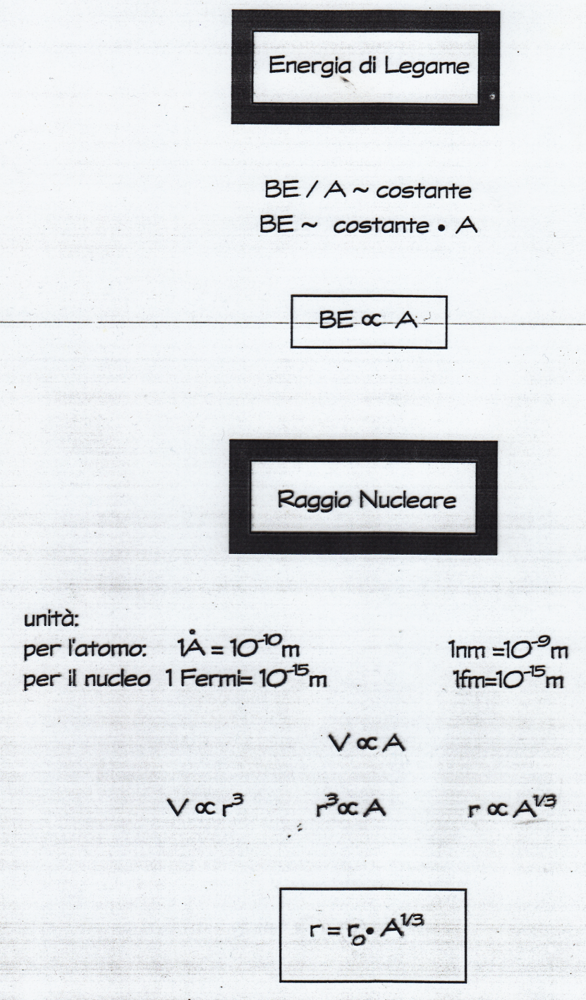 Energia di Legame
BE / A ~ costante
BE ~ costante • A
BE ∝ A
Raggio Nucleare
unità:
per l'atomo: 1Å = 10⁻¹⁰m 1nm =10⁻⁹m
per il nucleo 1 Fermi= 10⁻¹⁵m 1fm=10⁻¹⁵m
V ∝ A
V ∝ r³ r³∝ A r ∝ A^1/3
r = r₀• A^1/3